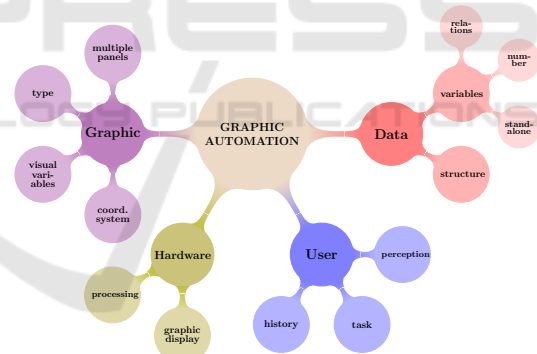 rela-
tions
multiple
panels
num-
ber
type
variables
GRAPHIC
AUTOMATION
Graphic
Data
stand-
alone
visual
vari-
ables
structure
coord.
system
Hardware
User
perception
processing
history
task
graphic
display